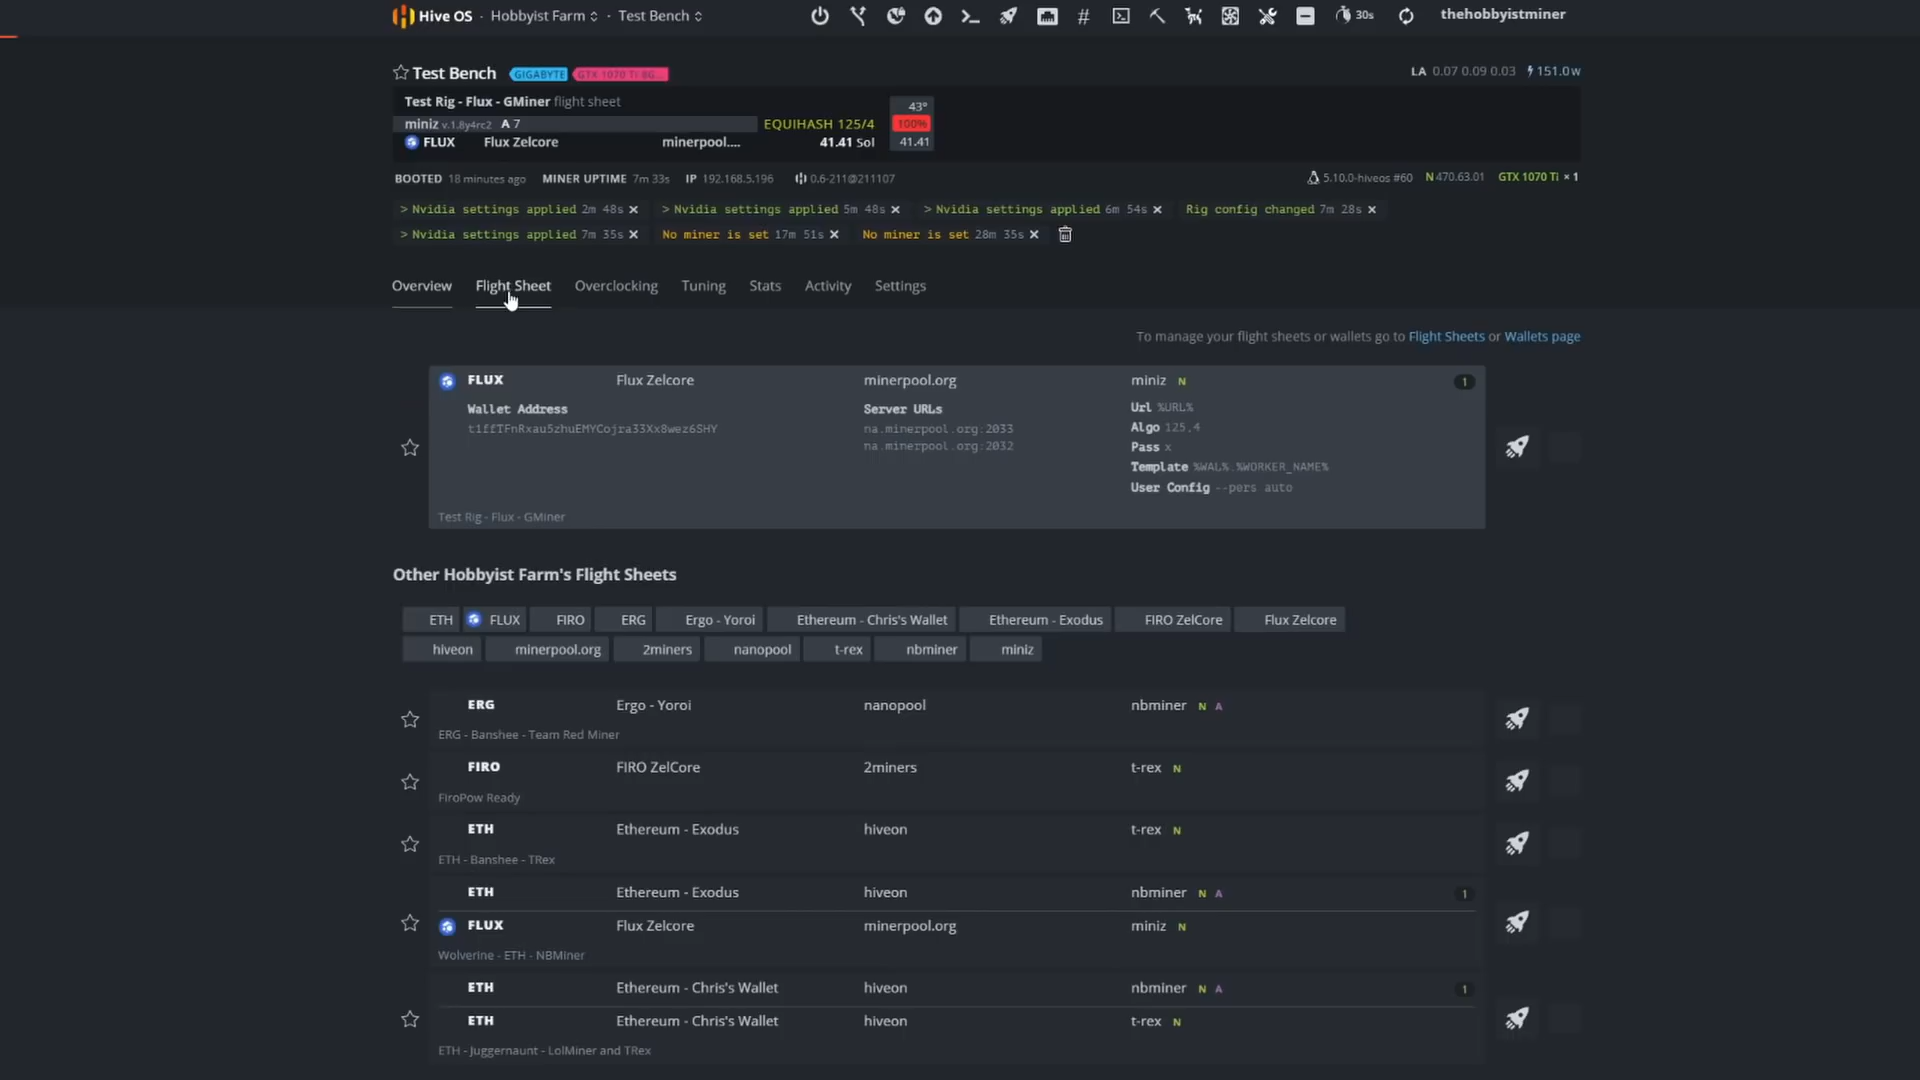 Hive OS · Hobbyist Farm · Test Bench 30s thehobbyistminer
Test Bench GIGABYTE GTX 1070 Ti 8G... LA 0.07 0.09 0.03 151.0w
Test Rig - Flux - GMiner flight sheet 43°
miniz v.1.8y4rc2 A 7 EQUIHASH 125/4 100%
FLUX Flux Zelcore minerpool.... 41.41 Sol 41.41
BOOTED 18 minutes ago MINER UPTIME 7m 33s IP 192.168.5.196 0.6-211@211107 5.10.0-hiveos #60 N 470.63.01 GTX 1070 Ti × 1
> Nvidia settings applied 2m 48s × > Nvidia settings applied 5m 48s × > Nvidia settings applied 6m 54s × Rig config changed 7m 28s ×
> Nvidia settings applied 7m 35s × No miner is set 17m 51s × No miner is set 28m 35s ×
Overview Flight Sheet Overclocking Tuning Stats Activity Settings
To manage your flight sheets or wallets go to Flight Sheets or Wallets page
FLUX Flux Zelcore minerpool.org miniz N 1
Wallet Address Server URLs Url %URL%
t1ffTFnRxau5zhuEMYCojra33Xx8wez6SHY na.minerpool.org:2033 Algo 125.4
na.minerpool.org:2032 Pass x
Template %WAL%.%WORKER_NAME%
User Config --pers auto
Test Rig - Flux - GMiner
Other Hobbyist Farm's Flight Sheets
ETH FLUX FIRO ERG Ergo - Yoroi Ethereum - Chris's Wallet Ethereum - Exodus FIRO ZelCore Flux Zelcore
hiveon minerpool.org 2miners nanopool t-rex nbminer miniz
ERG Ergo - Yoroi nanopool nbminer N A
ERG - Banshee - Team Red Miner
FIRO FIRO ZelCore 2miners t-rex N
FiroPow Ready
ETH Ethereum - Exodus hiveon t-rex N
ETH - Banshee - TRex
ETH Ethereum - Exodus hiveon nbminer N A 1
FLUX Flux Zelcore minerpool.org miniz N
Wolverine - ETH - NBMiner
ETH Ethereum - Chris's Wallet hiveon nbminer N A 1
ETH Ethereum - Chris's Wallet hiveon t-rex N
ETH - Juggernaunt - LolMiner and TRex